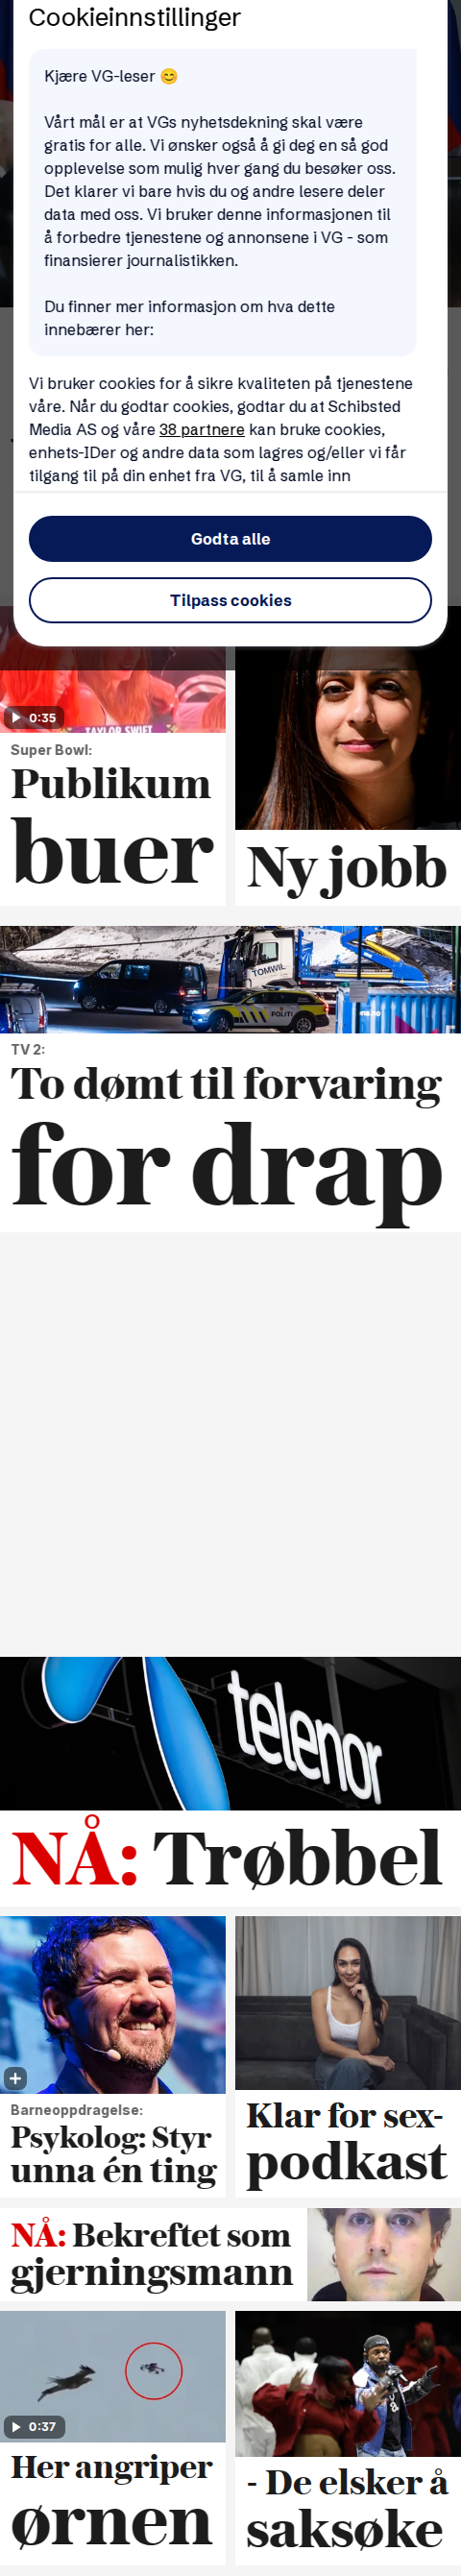 Cookieinnstillinger
Kjære VG-leser 😊
Vårt mål er at VGs nyhetsdekning skal være
gratis for alle. Vi ønsker også å gi deg en så god
opplevelse som mulig hver gang du besøker oss.
Det klarer vi bare hvis du og andre lesere deler
data med oss. Vi bruker denne informasjonen til
å forbedre tjenestene og annonsene i VG - som
finansierer journalistikken.
Du finner mer informasjon om hva dette
innebærer her:
Vi bruker cookies for å sikre kvaliteten på tjenestene
våre. Når du godtar cookies, godtar du at Schibsted
Media AS og våre 38 partnere kan bruke cookies,
enhets-IDer og andre data som lagres og/eller vi får
tilgang til på din enhet fra VG, til å samle inn
Godta alle
Tilpass cookies
TAYLOR SWIFT
0:35
Super Bowl:
Publikum
buer
Ny jobb
TOMWIL
POLITI
TV 2:
To dømt til forvaring
for drap
telenor
NÅ: Trøbbel
Barneoppdragelse:
Psykolog: Styr
unna én ting
Klar for sex-
podkast
NÅ: Bekreftet som
gjerningsmann
0:37
Her angriper
ørnen
- De elsker å
saksøke